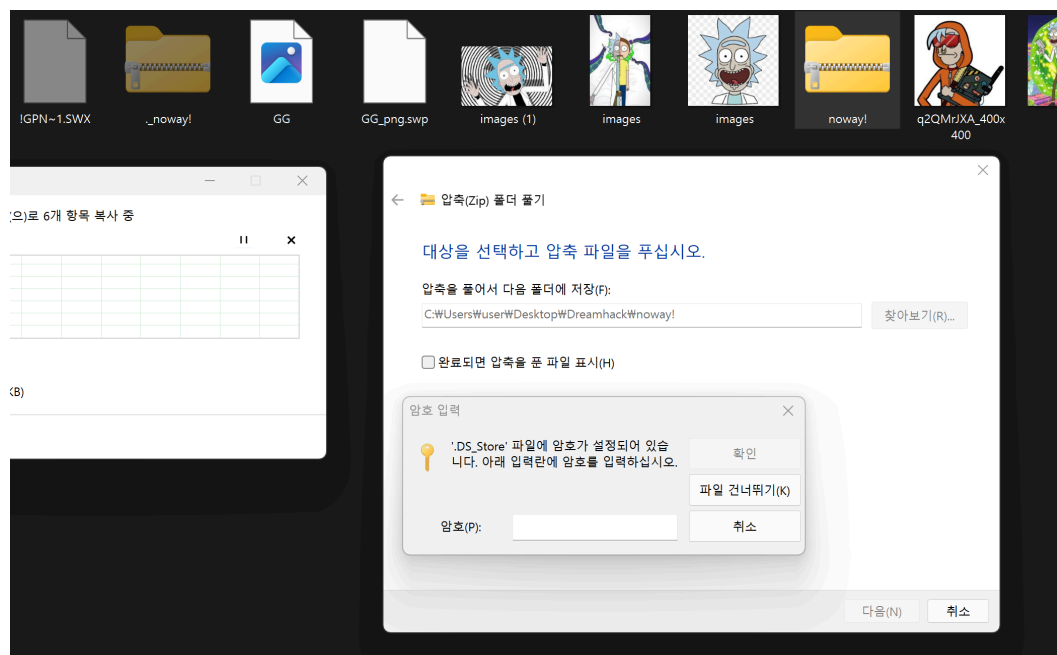 !GPN~1.SWX
._noway!
GG
GG_png.swp
images (1)
images
images
noway!
q2QMrJXA_400x
400
(으)로 6개 항목 복사 중
KB)
압축(Zip) 폴더 풀기
대상을 선택하고 압축 파일을 푸십시오.
압축을 풀어서 다음 폴더에 저장(F):
C:₩Users₩user₩Desktop₩Dreamhack₩noway!
찾아보기(R)...
완료되면 압축을 푼 파일 표시(H)
암호 입력
'.DS_Store' 파일에 암호가 설정되어 있습
니다. 아래 입력란에 암호를 입력하십시오.
확인
파일 건너뛰기(K)
암호(P):
취소
다음(N)
취소